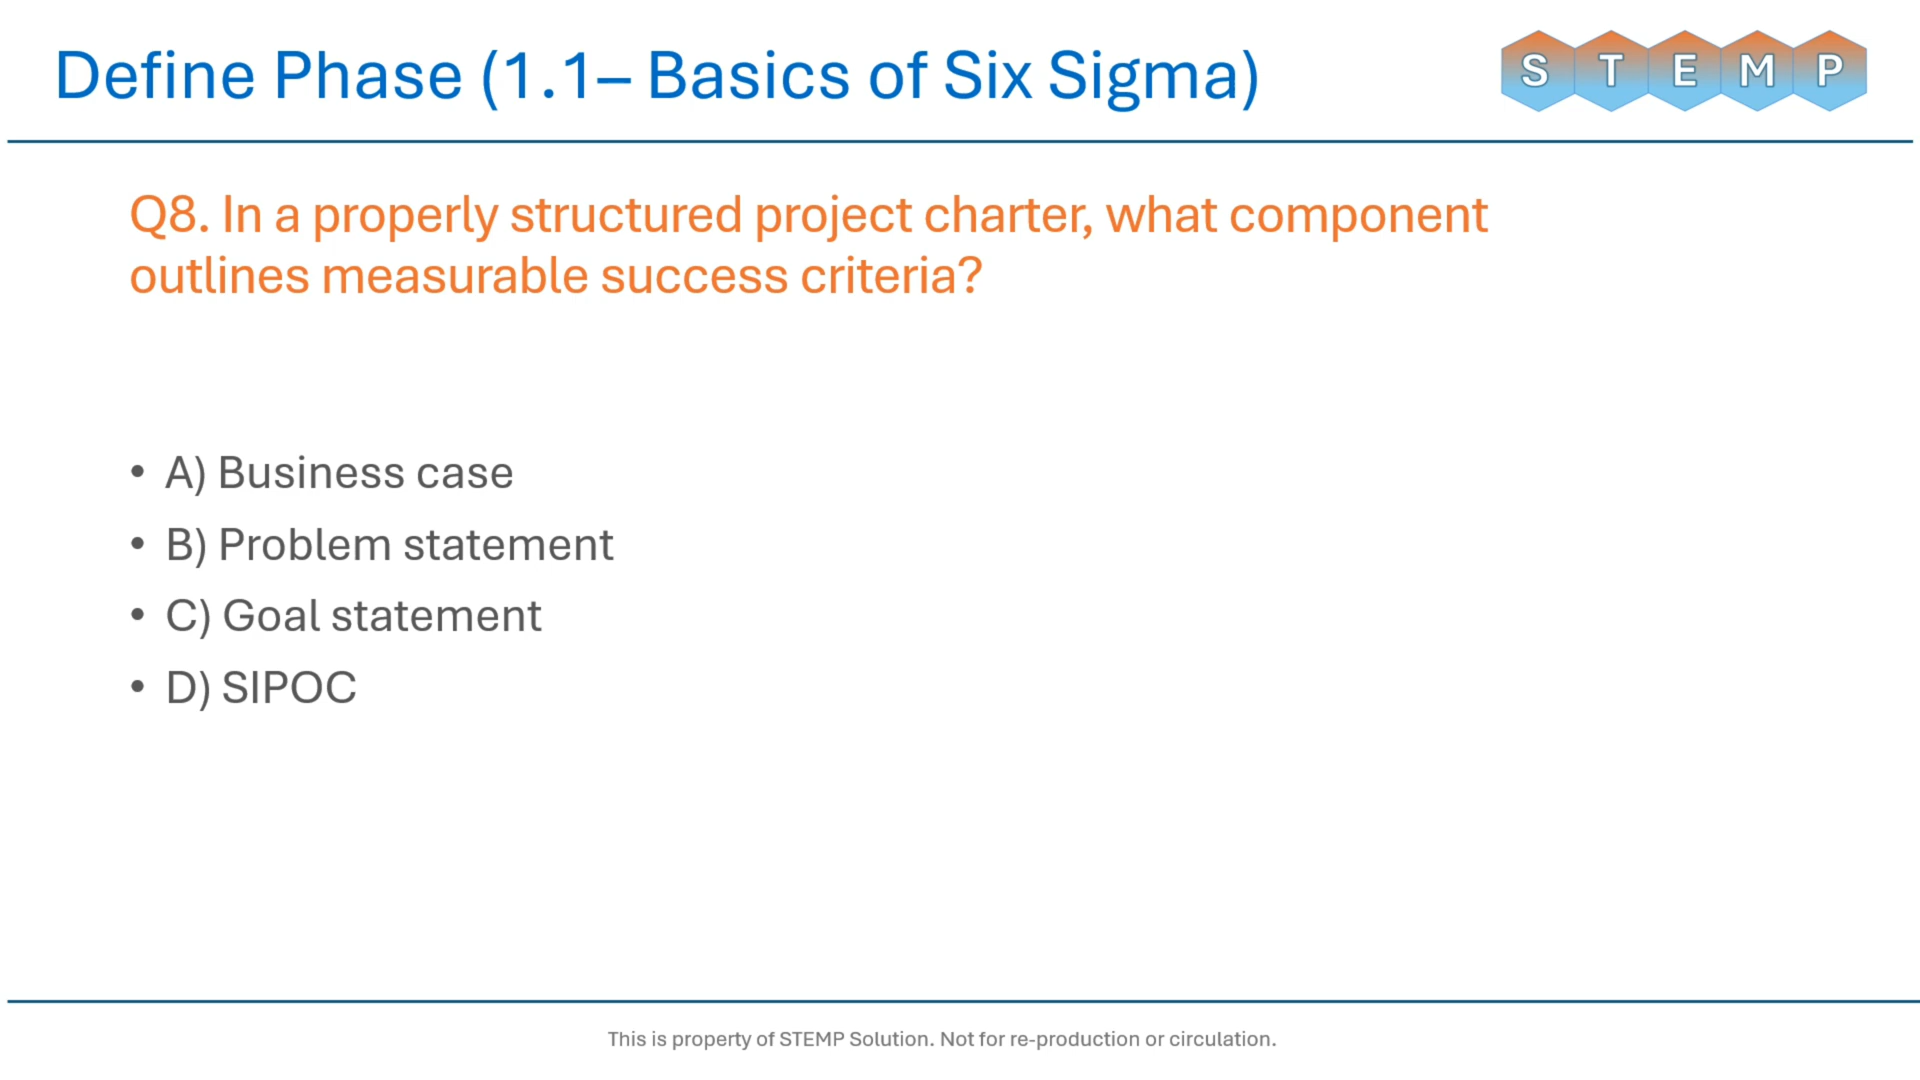 Define Phase (1.1– Basics of Six Sigma)
STEMP
Q8. In a properly structured project charter, what component
outlines measurable success criteria?
• A) Business case
• B) Problem statement
• C) Goal statement
• D) SIPOC
This is property of STEMP Solution. Not for re-production or circulation.